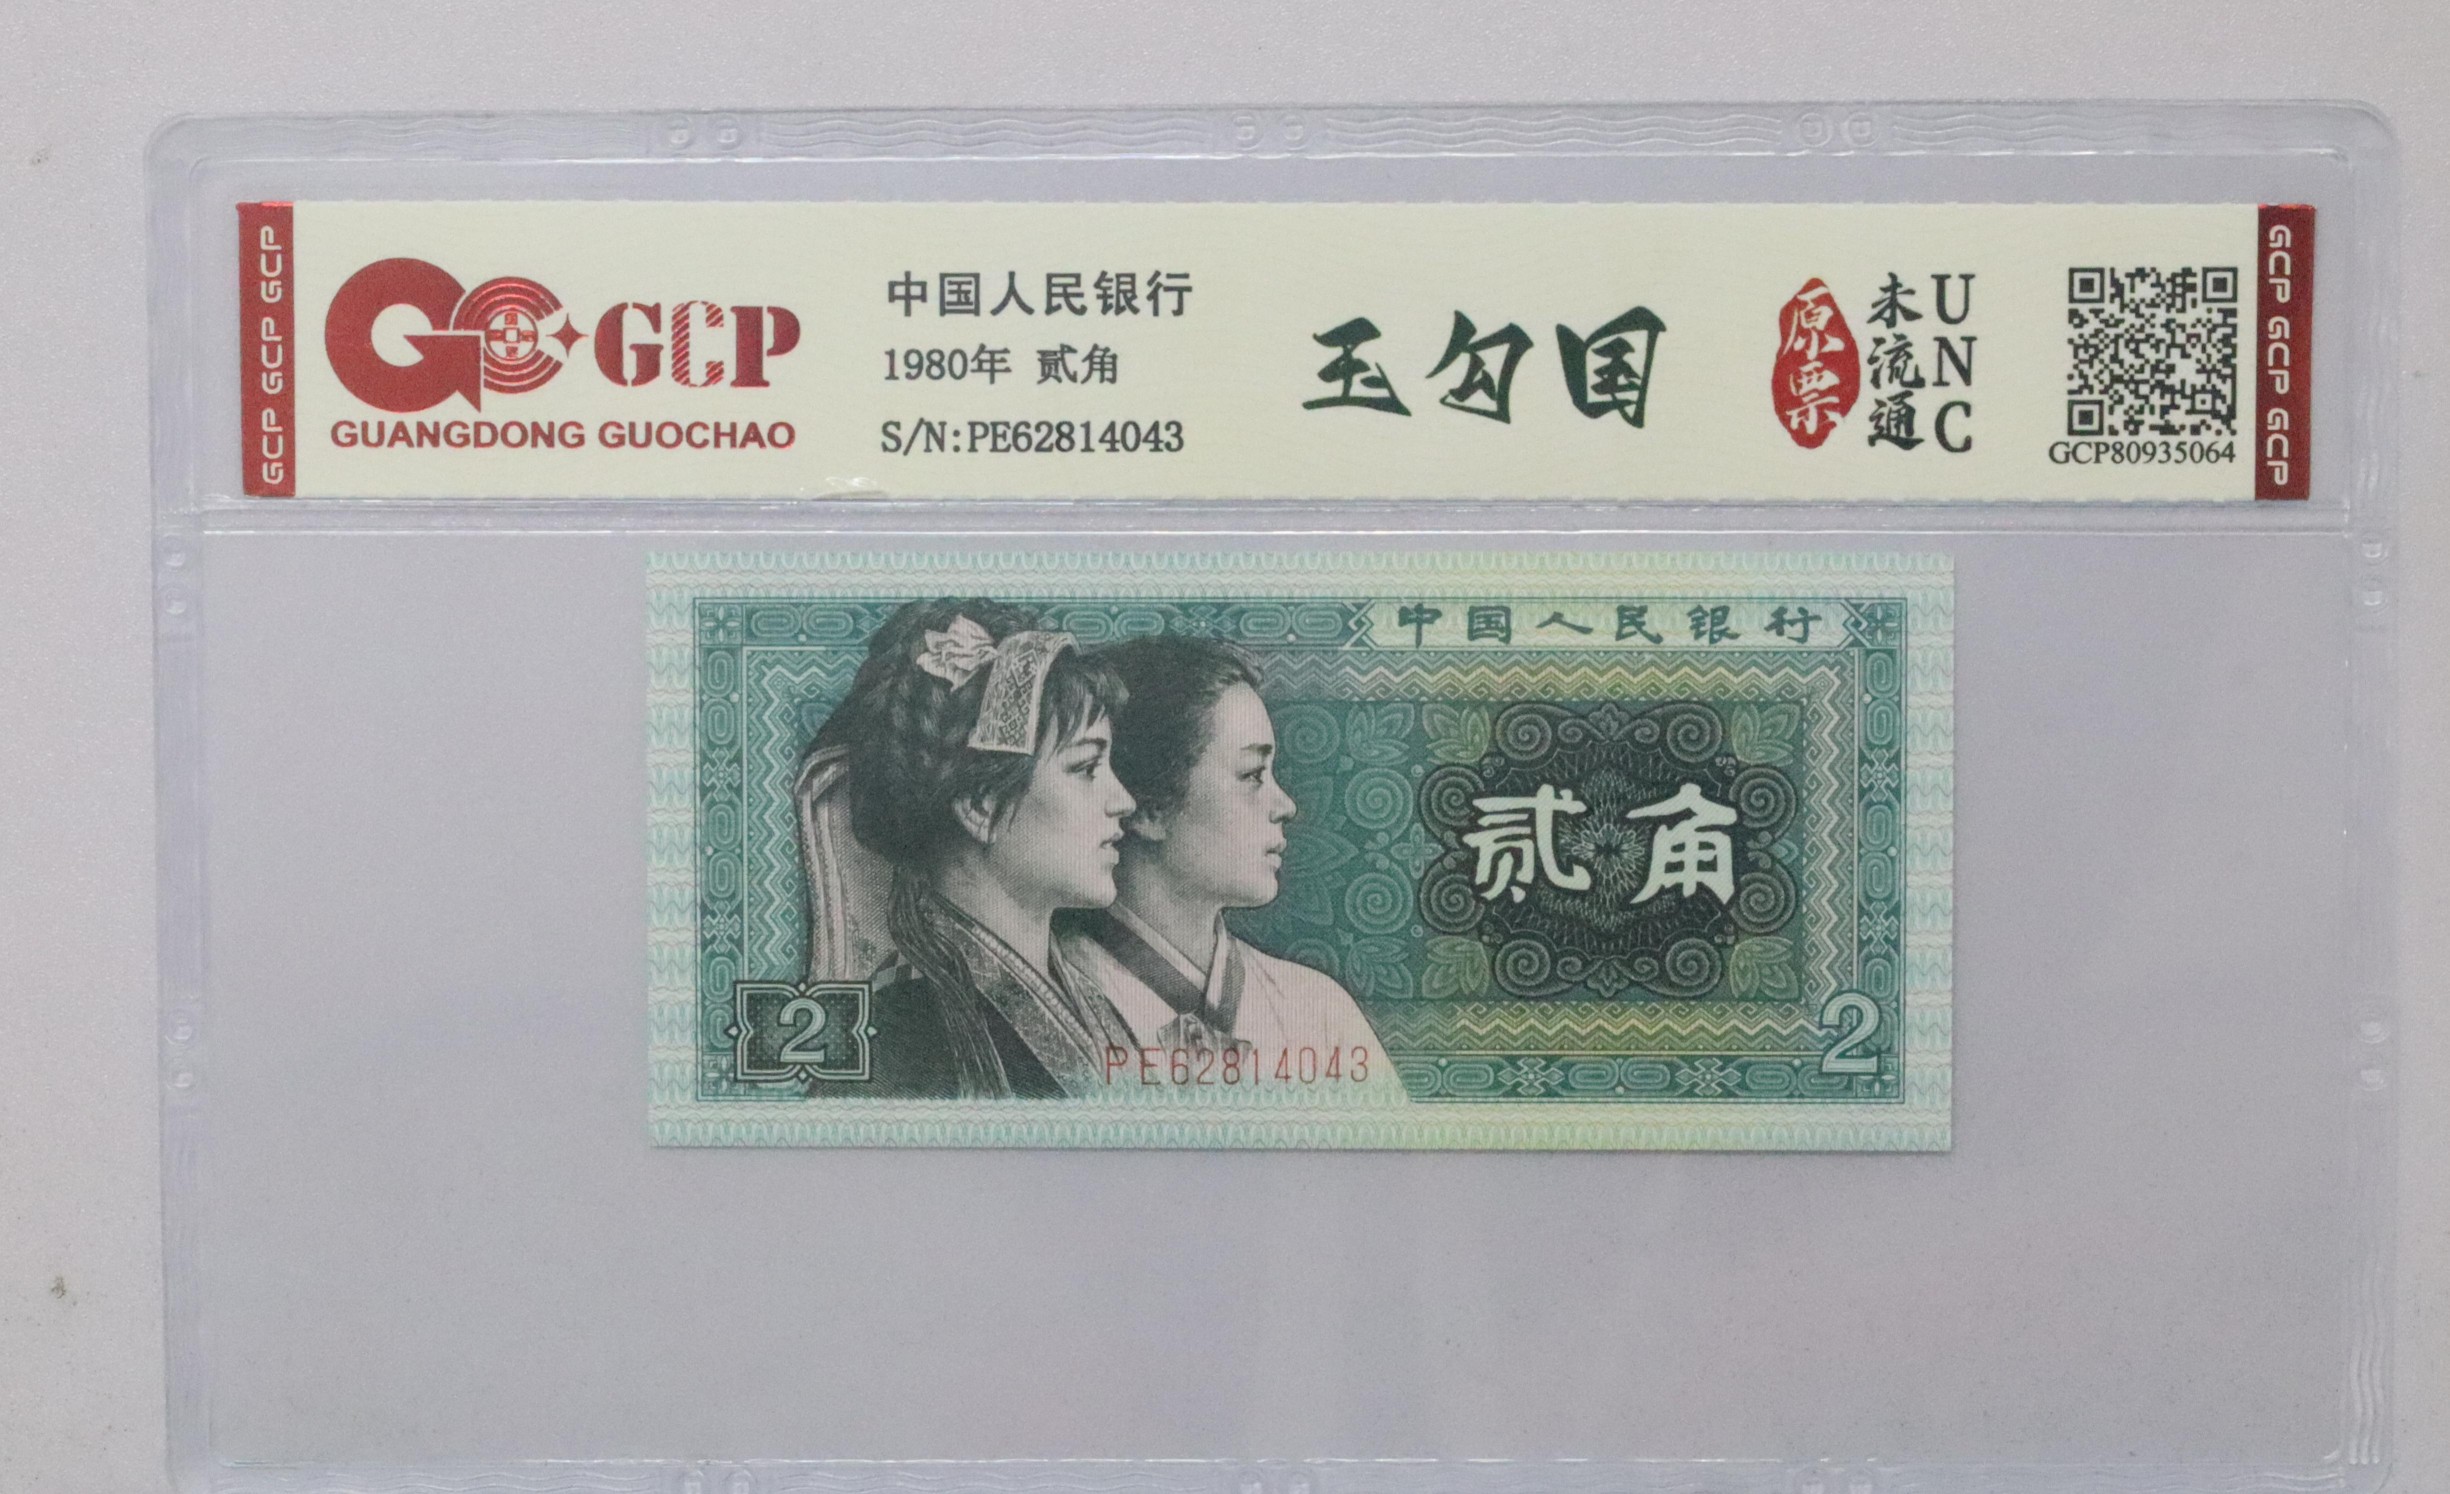 GCP GCP GCP
GCP
GUANGDONG GUOCHAO
中国人民银行
1980年 贰角
S/N:PE62814043
玉勾国
原票
未流通
UNC
GCP80935064
GCP GCP GCP
中国人民银行
贰角
2
2
PE62814043